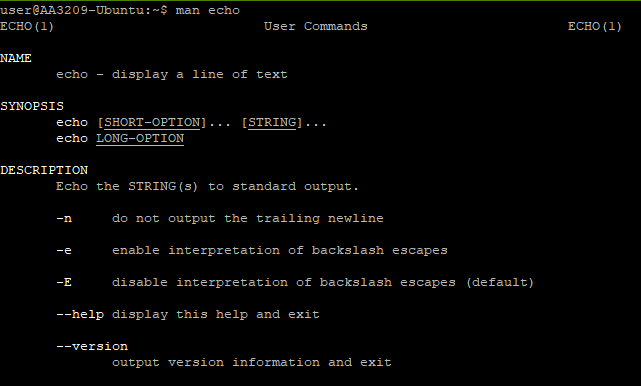 user@AA3209-Ubuntu:~$ man echo
ECHO(1) User Commands ECHO(1)
NAME
echo - display a line of text
SYNOPSIS
echo [SHORT-OPTION]... [STRING]...
echo LONG-OPTION
DESCRIPTION
Echo the STRING(s) to standard output.
-n do not output the trailing newline
-e enable interpretation of backslash escapes
-E disable interpretation of backslash escapes (default)
--help display this help and exit
--version
output version information and exit